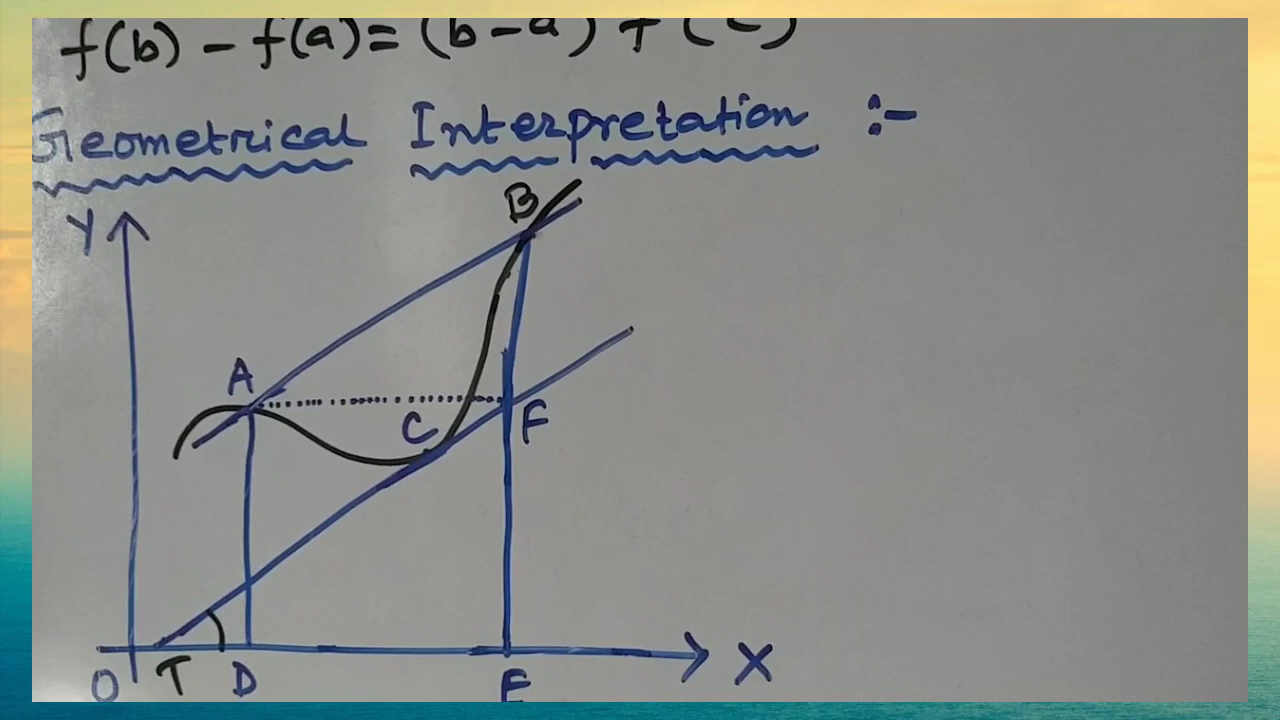 f(b) - f(a) = (b-a) f'(c)
Geometrical Interpretation :-
Y
B
A
C
F
X
O T D E